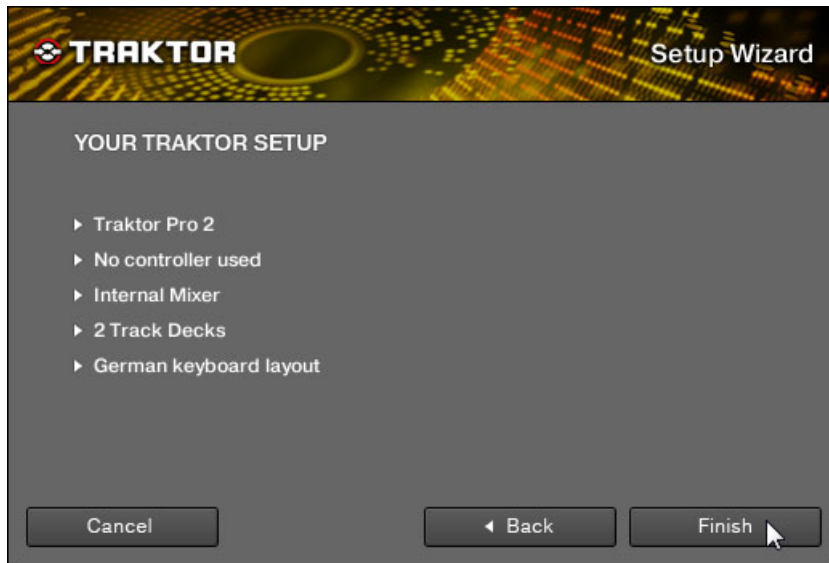 TRAKTOR
Setup Wizard
YOUR TRAKTOR SETUP
Traktor Pro 2
No controller used
Internal Mixer
2 Track Decks
German keyboard layout
Cancel
Back
Finish